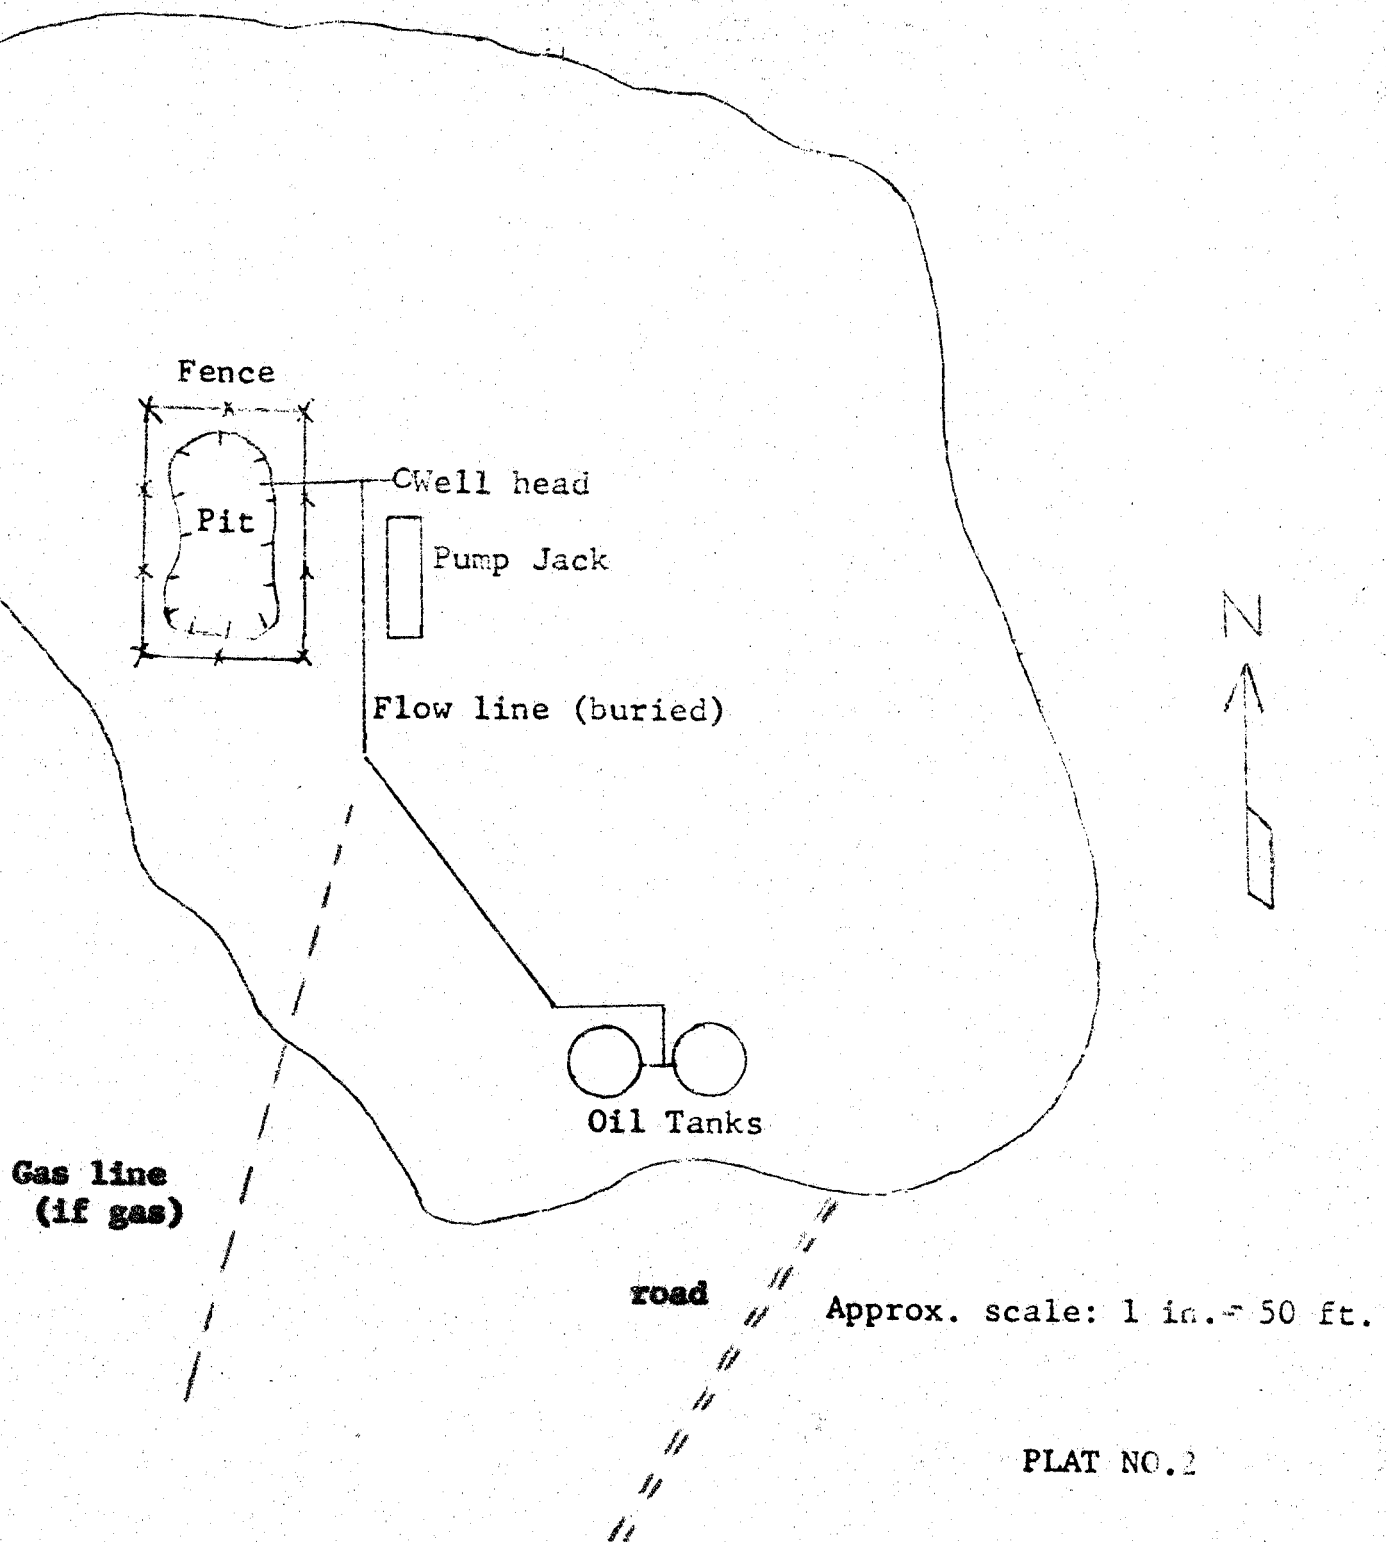 Fence
Well head
Pit
Pump Jack
N
Flow line (buried)
Oil Tanks
Gas line
(if gas)
road
Approx. scale: 1 in.= 50 ft.
PLAT NO.2